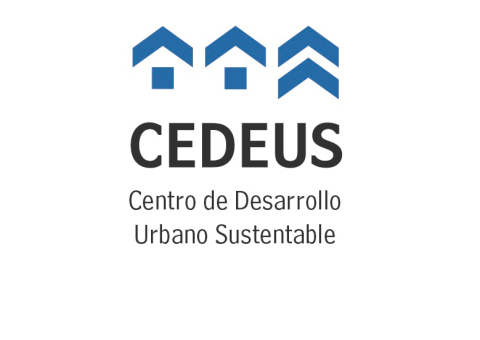 CEDEUS
Centro de Desarrollo
Urbano Sustentable